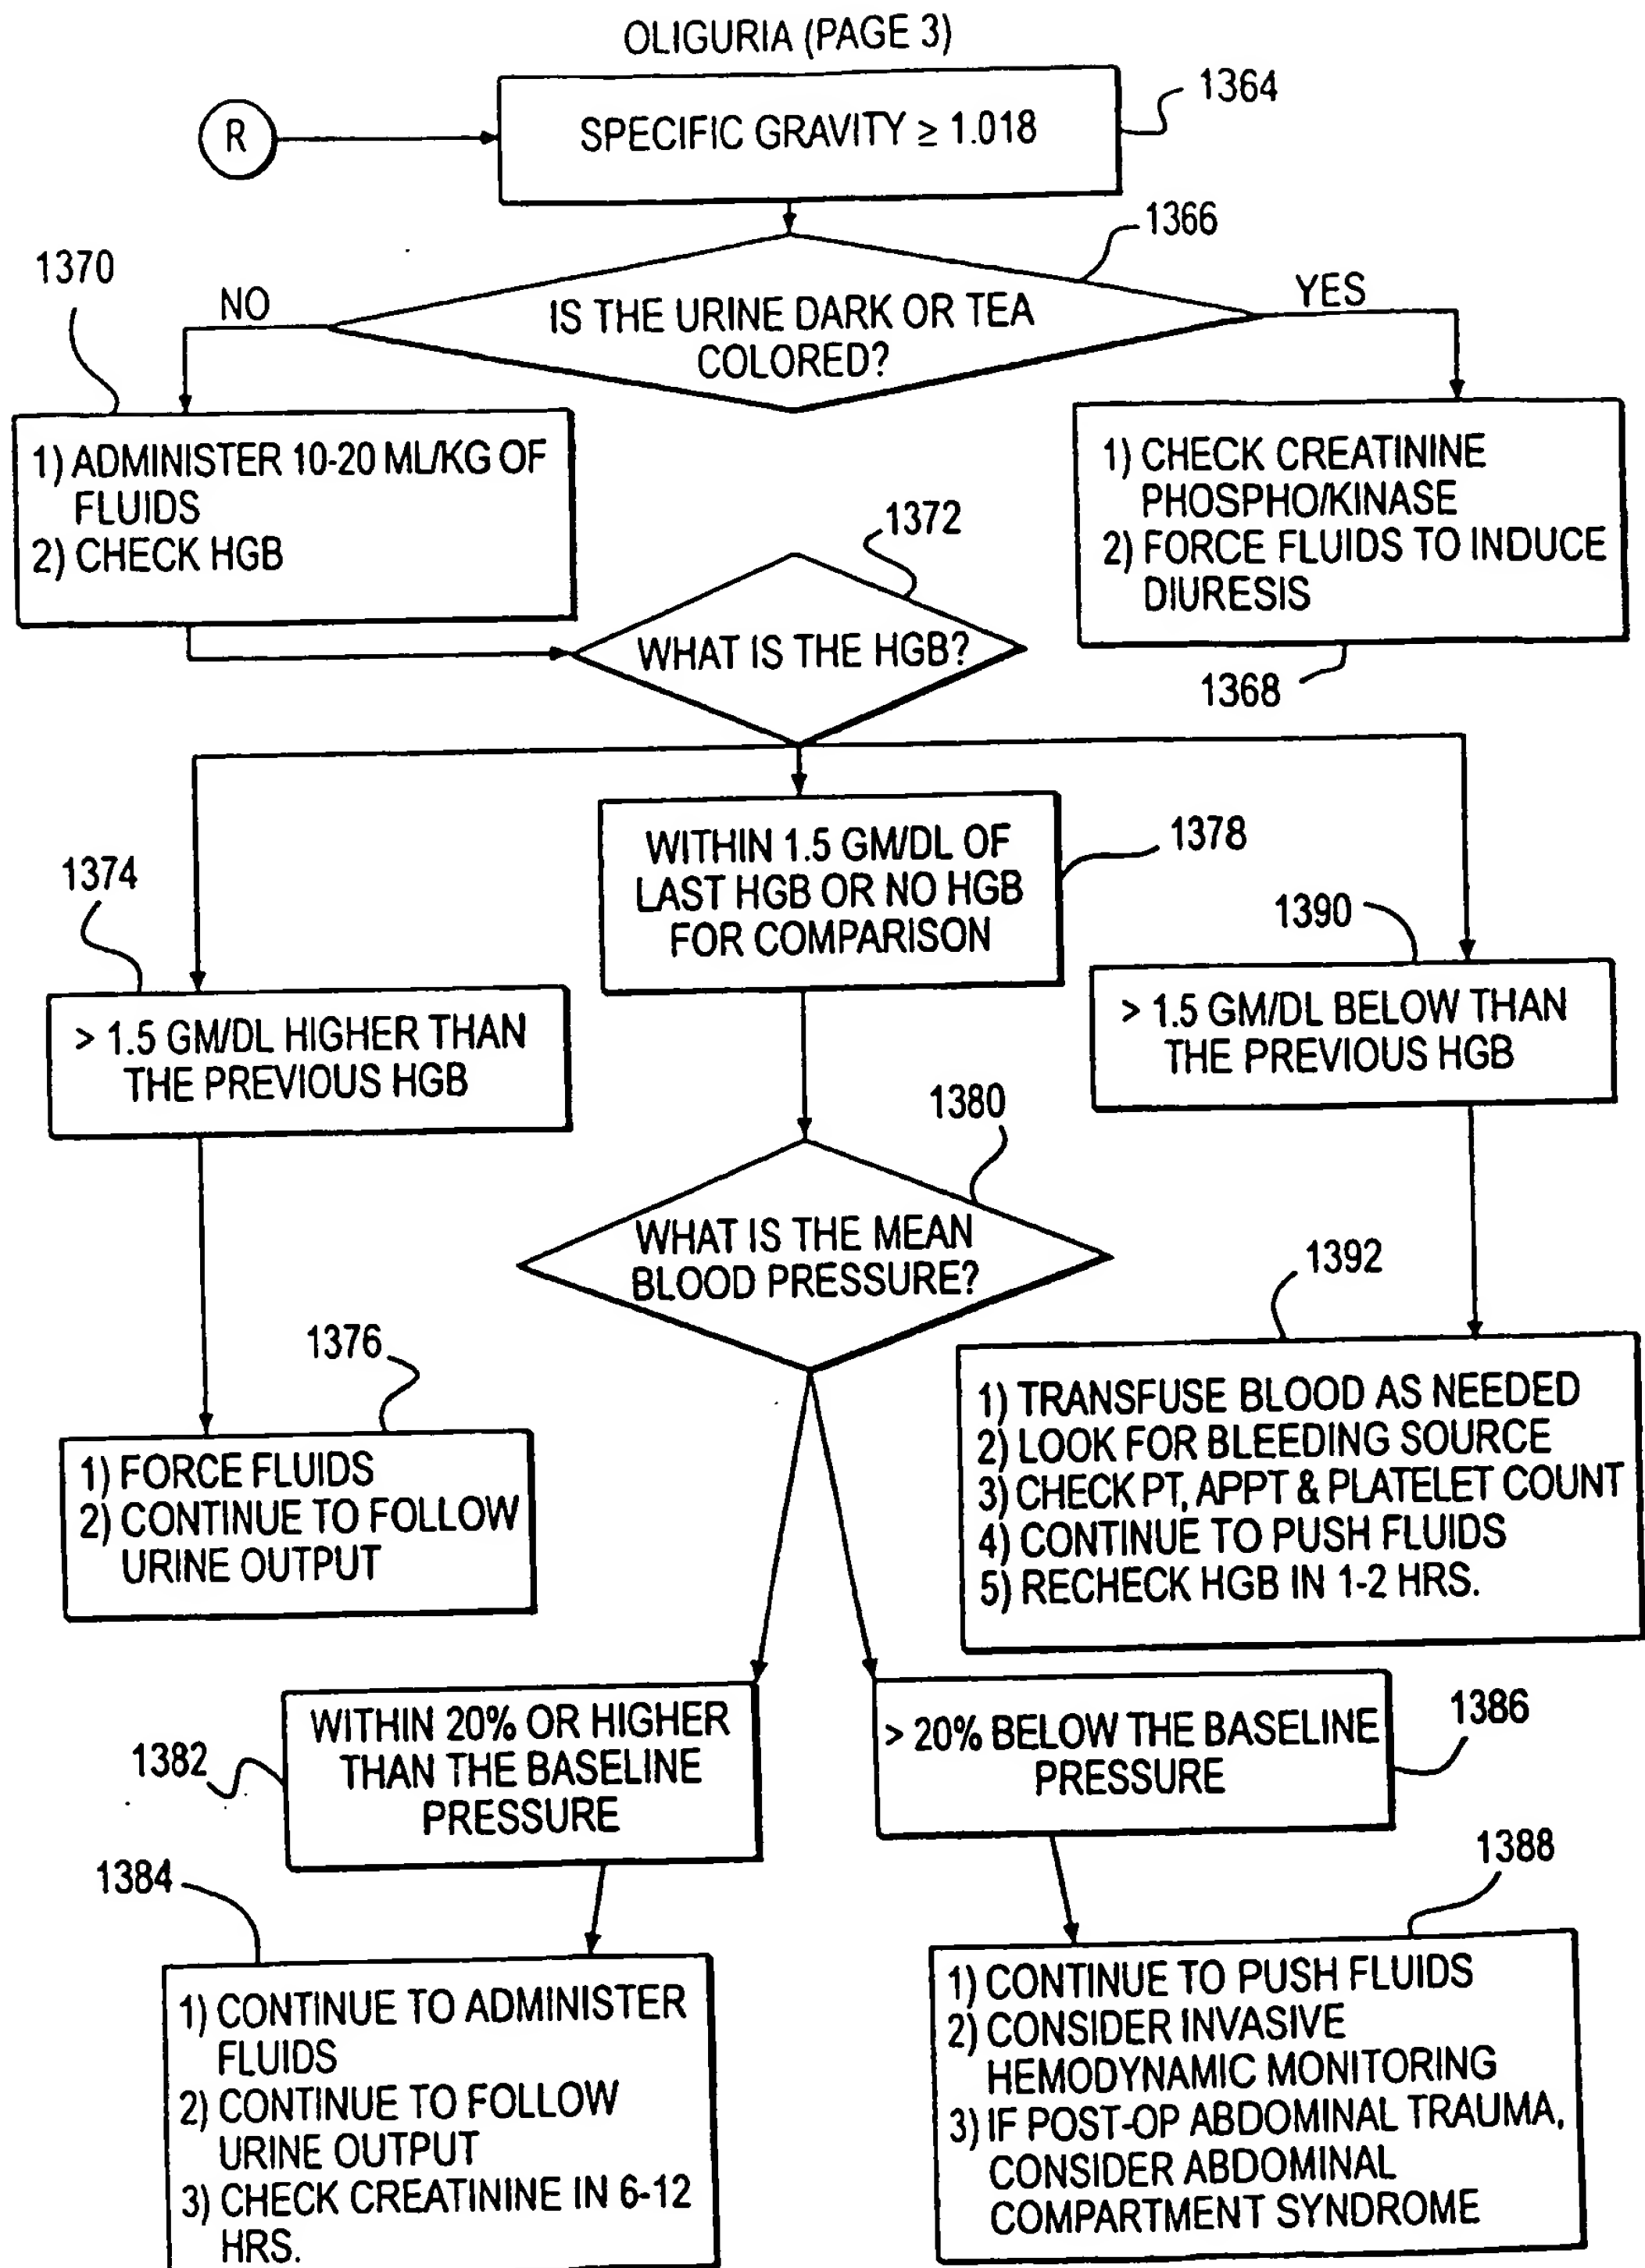 OLIGURIA (PAGE 3)
R
SPECIFIC GRAVITY ≥ 1.018
1364
1366
IS THE URINE DARK OR TEA
COLORED?
NO
YES
1370
1) ADMINISTER 10-20 ML/KG OF
FLUIDS
2) CHECK HGB
1) CHECK CREATININE
PHOSPHO/KINASE
2) FORCE FLUIDS TO INDUCE
DIURESIS
1368
1372
WHAT IS THE HGB?
1374
> 1.5 GM/DL HIGHER THAN
THE PREVIOUS HGB
WITHIN 1.5 GM/DL OF
LAST HGB OR NO HGB
FOR COMPARISON
1378
1390
> 1.5 GM/DL BELOW THAN
THE PREVIOUS HGB
1380
WHAT IS THE MEAN
BLOOD PRESSURE?
1376
1) FORCE FLUIDS
2) CONTINUE TO FOLLOW
URINE OUTPUT
1392
1) TRANSFUSE BLOOD AS NEEDED
2) LOOK FOR BLEEDING SOURCE
3) CHECK PT, APPT & PLATELET COUNT
4) CONTINUE TO PUSH FLUIDS
5) RECHECK HGB IN 1-2 HRS.
1382
WITHIN 20% OR HIGHER
THAN THE BASELINE
PRESSURE
> 20% BELOW THE BASELINE
PRESSURE
1386
1384
1) CONTINUE TO ADMINISTER
FLUIDS
2) CONTINUE TO FOLLOW
URINE OUTPUT
3) CHECK CREATININE IN 6-12
HRS.
1388
1) CONTINUE TO PUSH FLUIDS
2) CONSIDER INVASIVE
HEMODYNAMIC MONITORING
3) IF POST-OP ABDOMINAL TRAUMA,
CONSIDER ABDOMINAL
COMPARTMENT SYNDROME